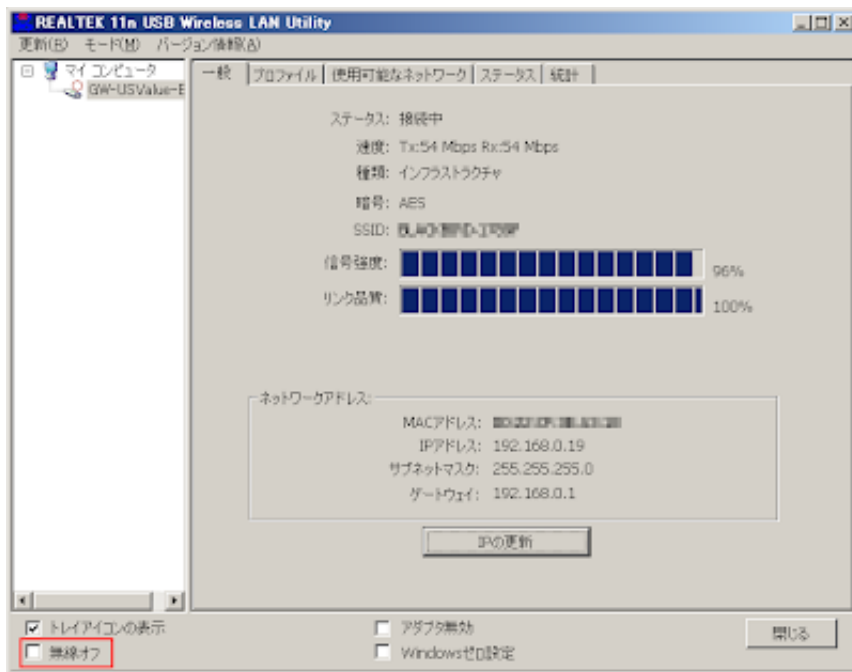 REALTEK 11n USB Wireless LAN Utility
更新(R) モード(M) バージョン情報(A)
マイ コンピュータ
GW-USValue-E
一般 プロファイル 使用可能なネットワーク ステータス 統計
ステータス: 接続中
速度: Tx:54 Mbps Rx:54 Mbps
種類: インフラストラクチャ
暗号: AES
SSID:
信号強度: 96%
リンク品質: 100%
ネットワークアドレス:
MACアドレス:
IPアドレス: 192.168.0.19
サブネットマスク: 255.255.255.0
ゲートウェイ: 192.168.0.1
IPの更新
トレイアイコンの表示 アダプタ無効 閉じる
無線オフ Windowsゼロ設定